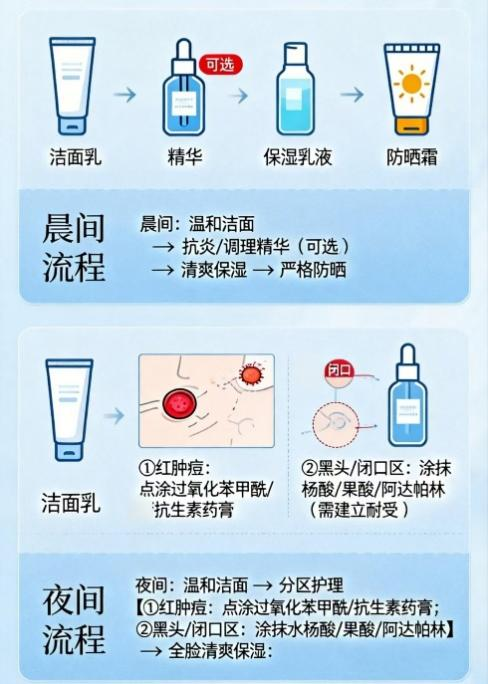 可选
洁面乳
精华
保湿乳液
防晒霜
晨间
流程
晨间：温和洁面
→ 抗炎/调理精华（可选）
→ 清爽保湿 → 严格防晒
闭口
洁面乳
①红肿痘：
点涂过氧化苯甲酰/
抗生素药膏
②黑头/闭口区：涂抹
杨酸/果酸/阿达帕林
（需建立耐受）
夜间
流程
夜间：温和洁面 → 分区护理
【①红肿痘：点涂过氧化苯甲酰/抗生素药膏；
②黑头/闭口区：涂抹水杨酸/果酸/阿达帕林】
→ 全脸清爽保湿：